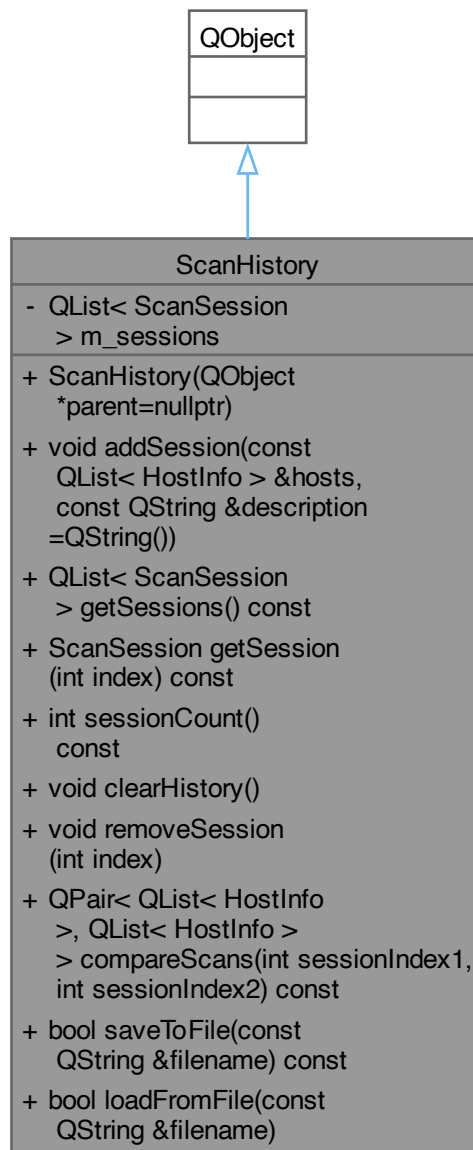 QObject
ScanHistory
- QList< ScanSession
> m_sessions
+ ScanHistory(QObject
*parent=nullptr)
+ void addSession(const
QList< HostInfo > &hosts,
const QString &description
=QString())
+ QList< ScanSession
> getSessions() const
+ ScanSession getSession
(int index) const
+ int sessionCount()
const
+ void clearHistory()
+ void removeSession
(int index)
+ QPair< QList< HostInfo
>, QList< HostInfo >
> compareScans(int sessionIndex1,
int sessionIndex2) const
+ bool saveToFile(const
QString &filename) const
+ bool loadFromFile(const
QString &filename)